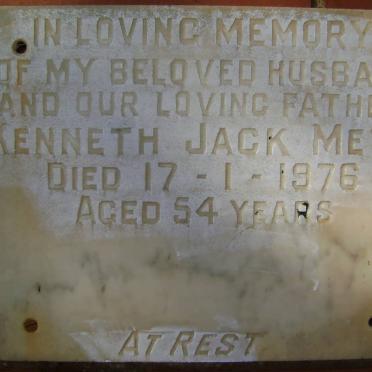 IN LOVING MEMORY
OF MY BELOVED HUSBA
AND OUR LOVING FATHE
KENNETH JACK ME
DIED 17 - 1 - 1976
AGED 54 YEARS
AT REST